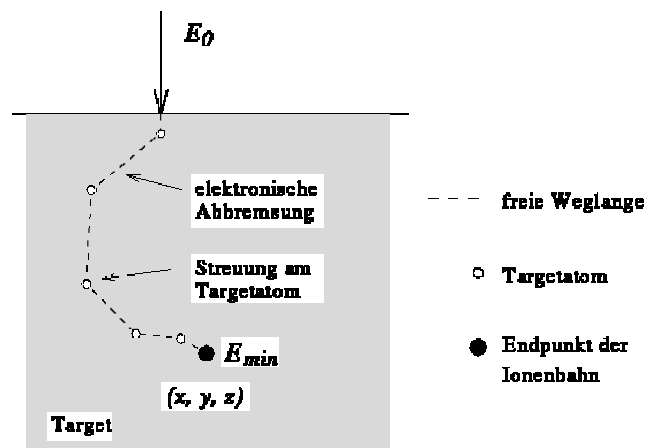 E0
elektronische
Abbremsung
Streuung am
Targetatom
Emin
(x, y, z)
Target
freie Weglange
Targetatom
Endpunkt der
Ionenbahn